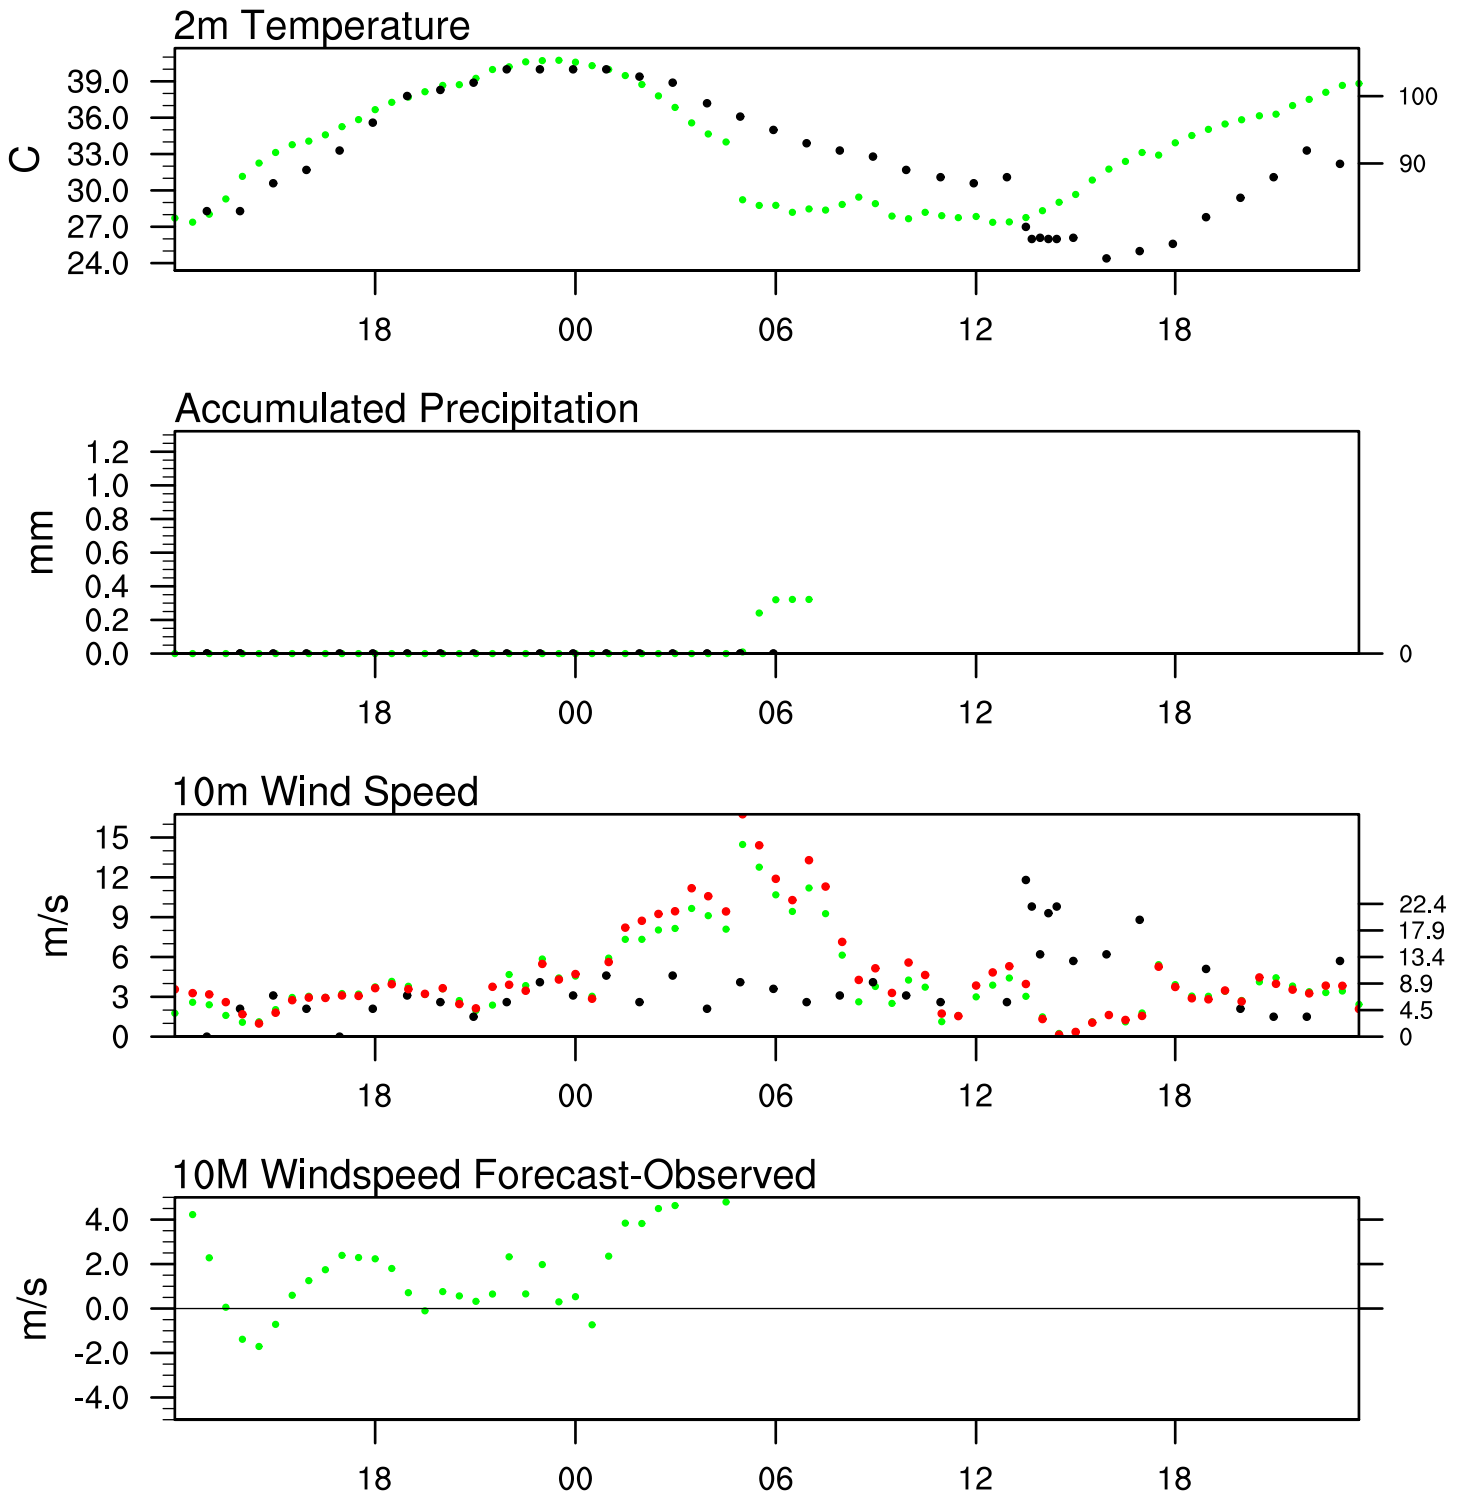 2m Temperature
39.0
36.0
33.0
30.0
27.0
24.0
C
100
90
18 00 06 12 18
Accumulated Precipitation
1.2
1.0
0.8
0.6
0.4
0.2
0.0
mm
0
18 00 06 12 18
10m Wind Speed
15
12
9
6
3
0
m/s
22.4
17.9
13.4
8.9
4.5
0
18 00 06 12 18
10M Windspeed Forecast-Observed
4.0
2.0
0.0
-2.0
-4.0
m/s
18 00 06 12 18